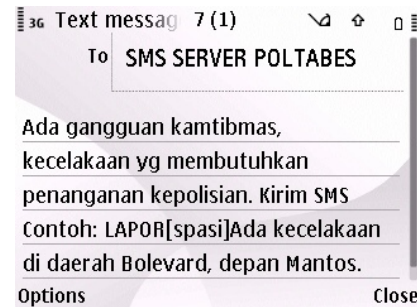 3G Text messag 7 (1)
To SMS SERVER POLTABES
Ada gangguan kamtibmas,
kecelakaan yg membutuhkan
penanganan kepolisian. Kirim SMS
Contoh: LAPOR[spasi]Ada kecelakaan
di daerah Bolevard, depan Mantos.
Options Close